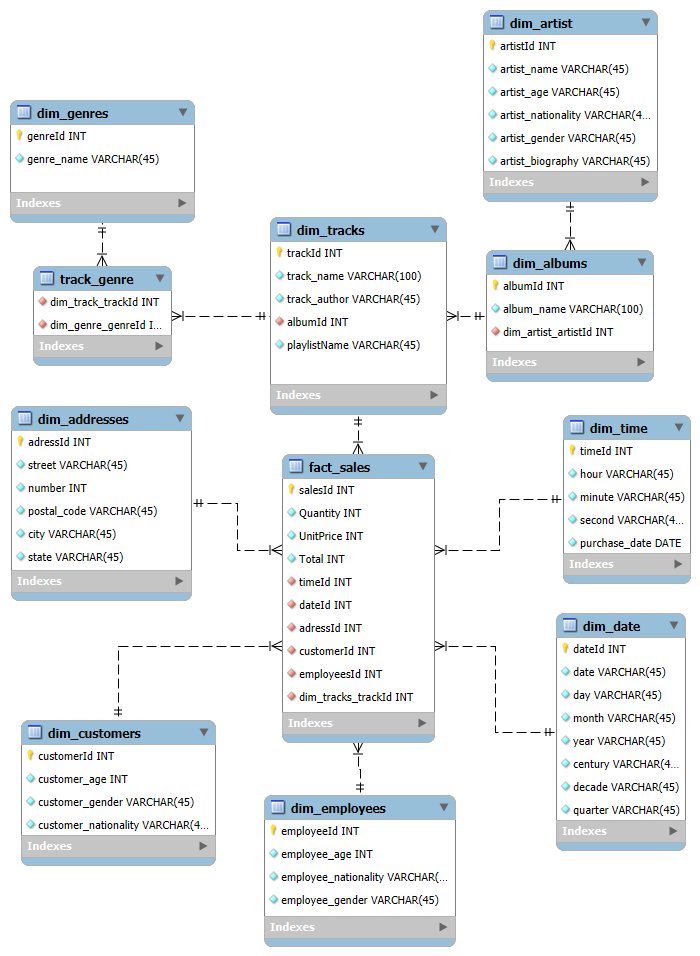 dim_artist
artistId INT
artist_name VARCHAR(45)
artist_age VARCHAR(45)
artist_nationality VARCHAR(4...
artist_gender VARCHAR(45)
artist_biography VARCHAR(45)
Indexes
dim_genres
genreId INT
genre_name VARCHAR(45)
Indexes
track_genre
dim_track_trackId INT
dim_genre_genreId I...
Indexes
dim_tracks
trackId INT
track_name VARCHAR(100)
track_author VARCHAR(45)
albumId INT
playlistName VARCHAR(45)
Indexes
dim_albums
albumId INT
album_name VARCHAR(100)
dim_artist_artistId INT
Indexes
dim_addresses
adressId INT
street VARCHAR(45)
number INT
postal_code VARCHAR(45)
city VARCHAR(45)
state VARCHAR(45)
Indexes
fact_sales
salesId INT
Quantity INT
UnitPrice INT
Total INT
timeId INT
dateId INT
adressId INT
customerId INT
employeesId INT
dim_tracks_trackId INT
Indexes
dim_time
timeId INT
hour VARCHAR(45)
minute VARCHAR(45)
second VARCHAR(4...
purchase_date DATE
Indexes
dim_date
dateId INT
date VARCHAR(45)
day VARCHAR(45)
month VARCHAR(45)
year VARCHAR(45)
century VARCHAR(4...
decade VARCHAR(45)
quarter VARCHAR(45)
Indexes
dim_customers
customerId INT
customer_age INT
customer_gender VARCHAR(45)
customer_nationality VARCHAR(4...
Indexes
dim_employees
employeeId INT
employee_age INT
employee_nationality VARCHAR(...
employee_gender VARCHAR(45)
Indexes